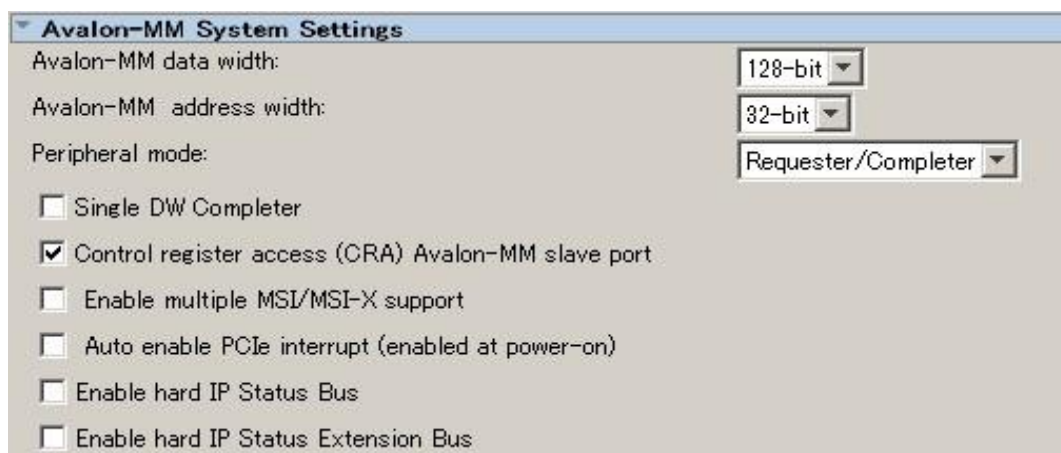 Avalon-MM System Settings
Avalon-MM data width: 128-bit
Avalon-MM address width: 32-bit
Peripheral mode: Requester/Completer
Single DW Completer
Control register access (CRA) Avalon-MM slave port
Enable multiple MSI/MSI-X support
Auto enable PCIe interrupt (enabled at power-on)
Enable hard IP Status Bus
Enable hard IP Status Extension Bus